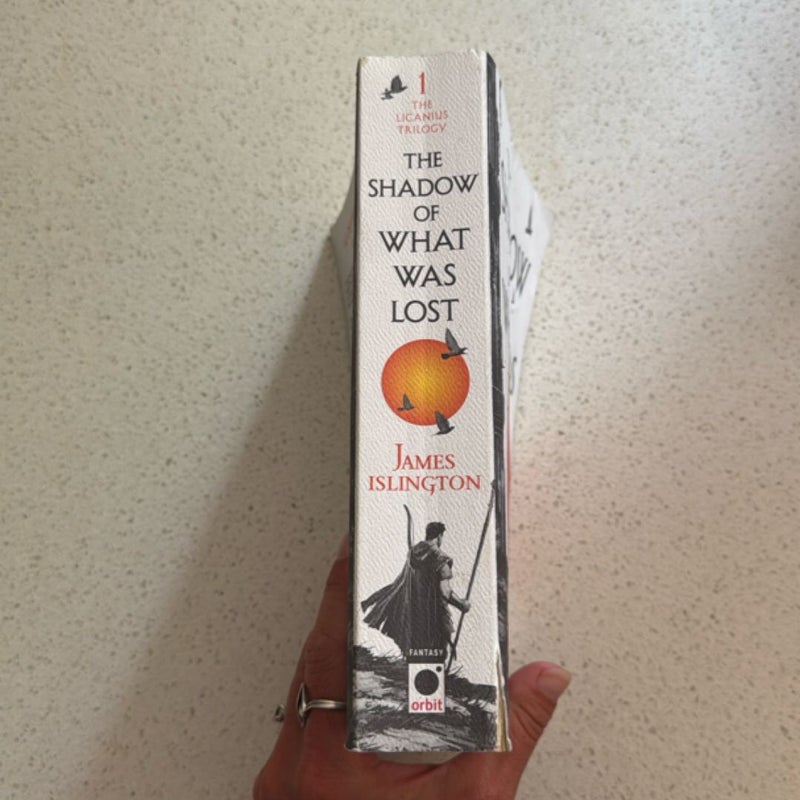 1
THE
LICANIUS
TRILOGY
THE
SHADOW
OF
WHAT
WAS
LOST
JAMES
ISLINGTON
FANTASY
orbit